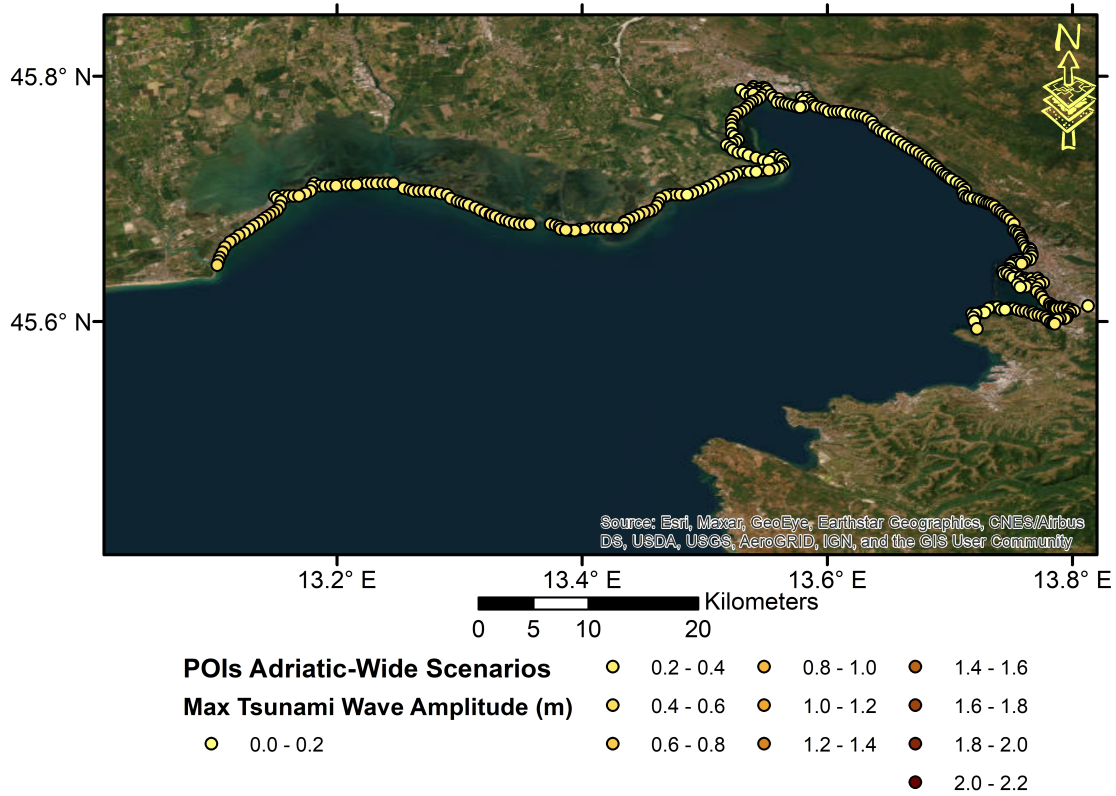 N
45.8° N
45.6° N
Source: Esri, Maxar, GeoEye, Earthstar Geographics, CNES/Airbus
DS, USDA, USGS, AeroGRID, IGN, and the GIS User Community
13.2° E 13.4° E 13.6° E 13.8° E
Kilometers
0 5 10 20
POIs Adriatic-Wide Scenarios
Max Tsunami Wave Amplitude (m)
0.0 - 0.2
0.2 - 0.4
0.4 - 0.6
0.6 - 0.8
0.8 - 1.0
1.0 - 1.2
1.2 - 1.4
1.4 - 1.6
1.6 - 1.8
1.8 - 2.0
2.0 - 2.2